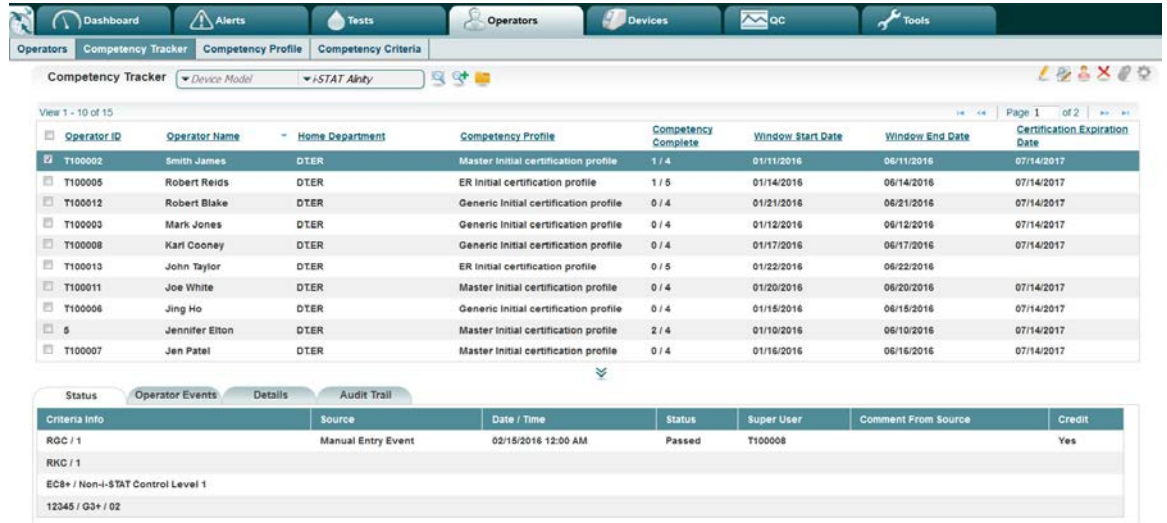 Dashboard Alerts Tests Operators Devices QC Tools
Operators Competency Tracker Competency Profile Competency Criteria
Competency Tracker Device Model i-STAT Alnity
View 1 - 10 of 15 Page 1 of 2
Operator ID Operator Name Home Department Competency Profile Competency Complete Window Start Date Window End Date Certification Expiration Date
T100002 Smith James DT.ER Master Initial certification profile 1 / 4 01/11/2016 06/11/2016 07/14/2017
T100005 Robert Reids DT.ER ER Initial certification profile 1 / 5 01/14/2016 06/14/2016 07/14/2017
T100012 Robert Blake DT.ER Generic Initial certification profile 0 / 4 01/21/2016 06/21/2016 07/14/2017
T100003 Mark Jones DT.ER Generic Initial certification profile 0 / 4 01/12/2016 06/12/2016 07/14/2017
T100008 Karl Cooney DT.ER Generic Initial certification profile 0 / 4 01/17/2016 06/17/2016 07/14/2017
T100013 John Taylor DT.ER ER Initial certification profile 0 / 5 01/22/2016 06/22/2016
T100011 Joe White DT.ER Master Initial certification profile 0 / 4 01/20/2016 06/20/2016 07/14/2017
T100006 Jing Ho DT.ER Generic Initial certification profile 0 / 4 01/15/2016 06/15/2016 07/14/2017
5 Jennifer Elton DT.ER Master Initial certification profile 2 / 4 01/10/2016 06/10/2016 07/14/2017
T100007 Jen Patel DT.ER Master Initial certification profile 0 / 4 01/16/2016 06/16/2016 07/14/2017
Status Operator Events Details Audit Trail
Criteria Info Source Date / Time Status Super User Comment From Source Credit
RGC / 1 Manual Entry Event 02/15/2016 12:00 AM Passed T100008 Yes
RKC / 1
EC8+ / Non-i-STAT Control Level 1
12345 / G3+ / 02